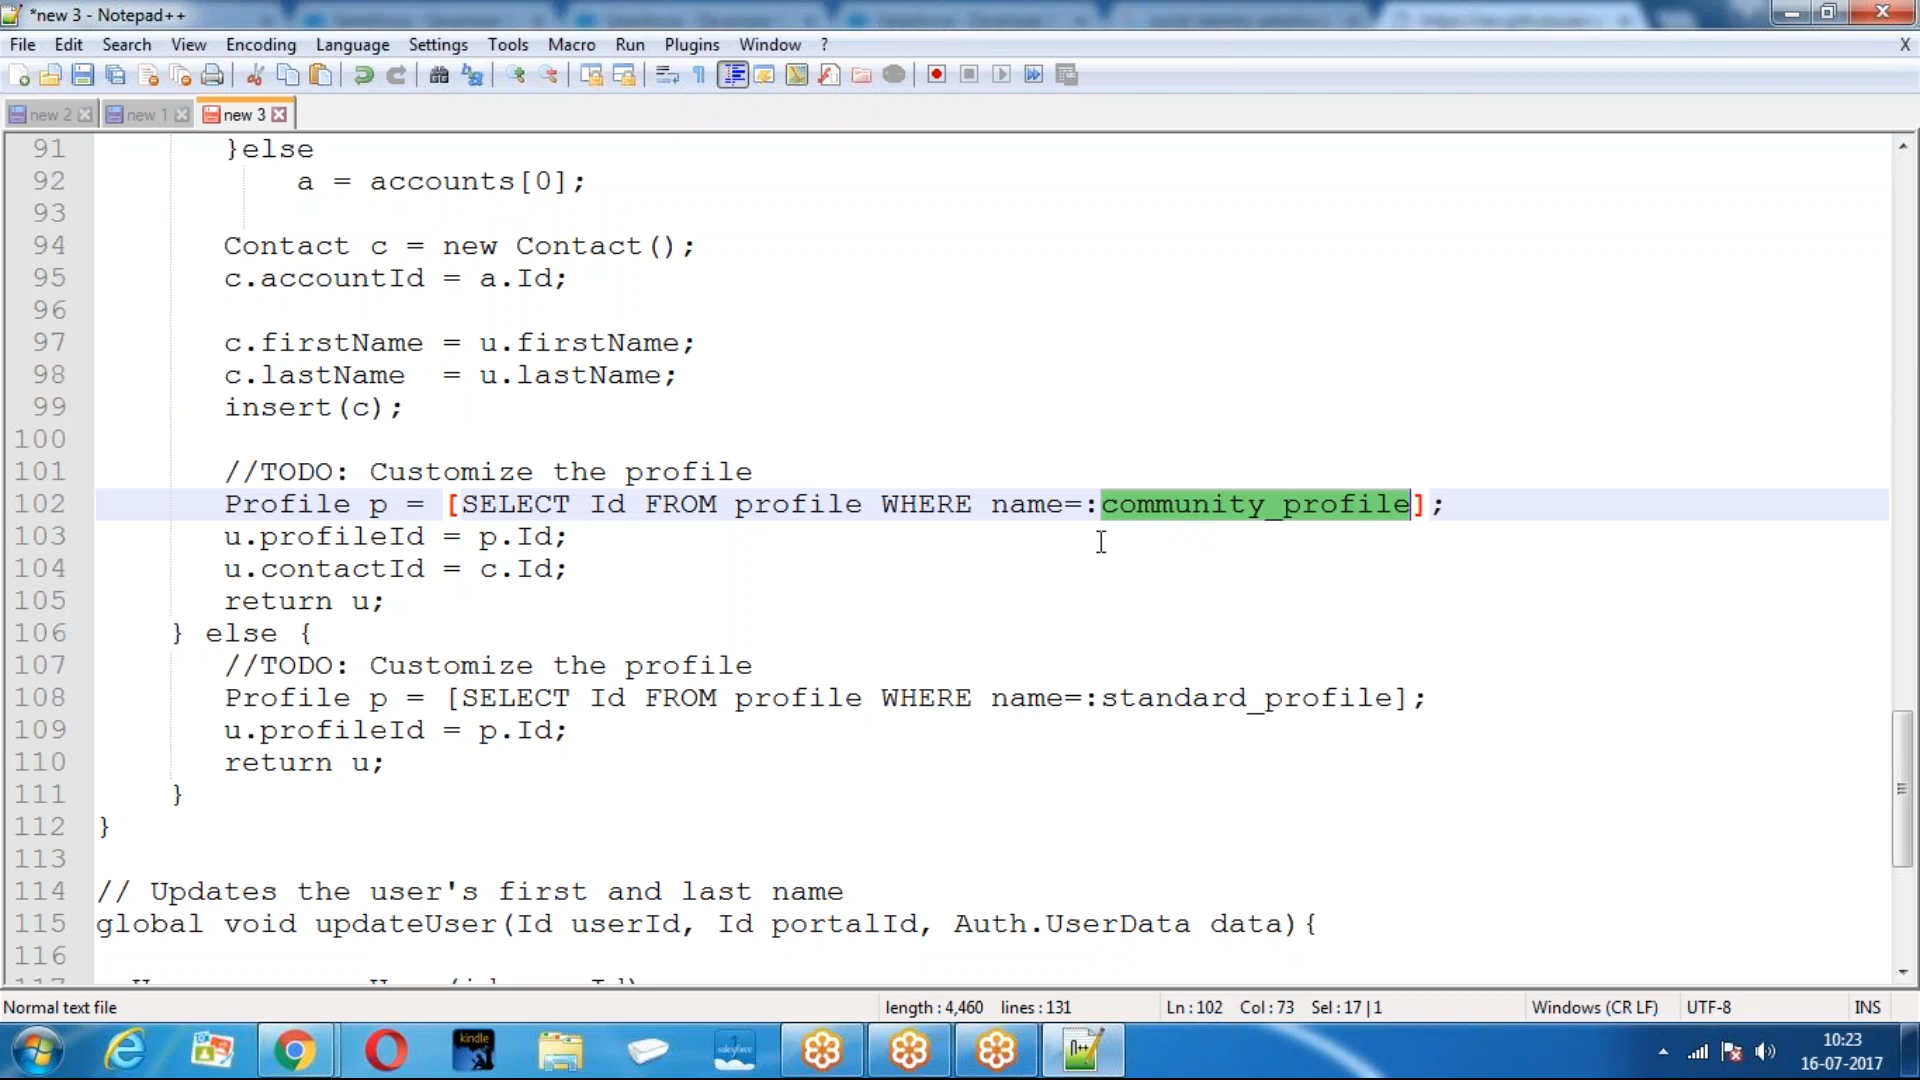 *new 3 - Notepad++
File Edit Search View Encoding Language Settings Tools Macro Run Plugins Window ? X
new 2 new 1 new 3
91 }else
92 a = accounts[0];
93
94 Contact c = new Contact();
95 c.accountId = a.Id;
96
97 c.firstName = u.firstName;
98 c.lastName = u.lastName;
99 insert(c);
100
101 //TODO: Customize the profile
102 Profile p = [SELECT Id FROM profile WHERE name=:community_profile];
103 u.profileId = p.Id;
104 u.contactId = c.Id;
105 return u;
106 } else {
107 //TODO: Customize the profile
108 Profile p = [SELECT Id FROM profile WHERE name=:standard_profile];
109 u.profileId = p.Id;
110 return u;
111 }
112 }
113
114 // Updates the user's first and last name
115 global void updateUser(Id userId, Id portalId, Auth.UserData data){
116
Normal text file length : 4,460 lines : 131 Ln : 102 Col : 73 Sel : 17 | 1 Windows (CR LF) UTF-8 INS
kindle
salesforce
10:23
16-07-2017